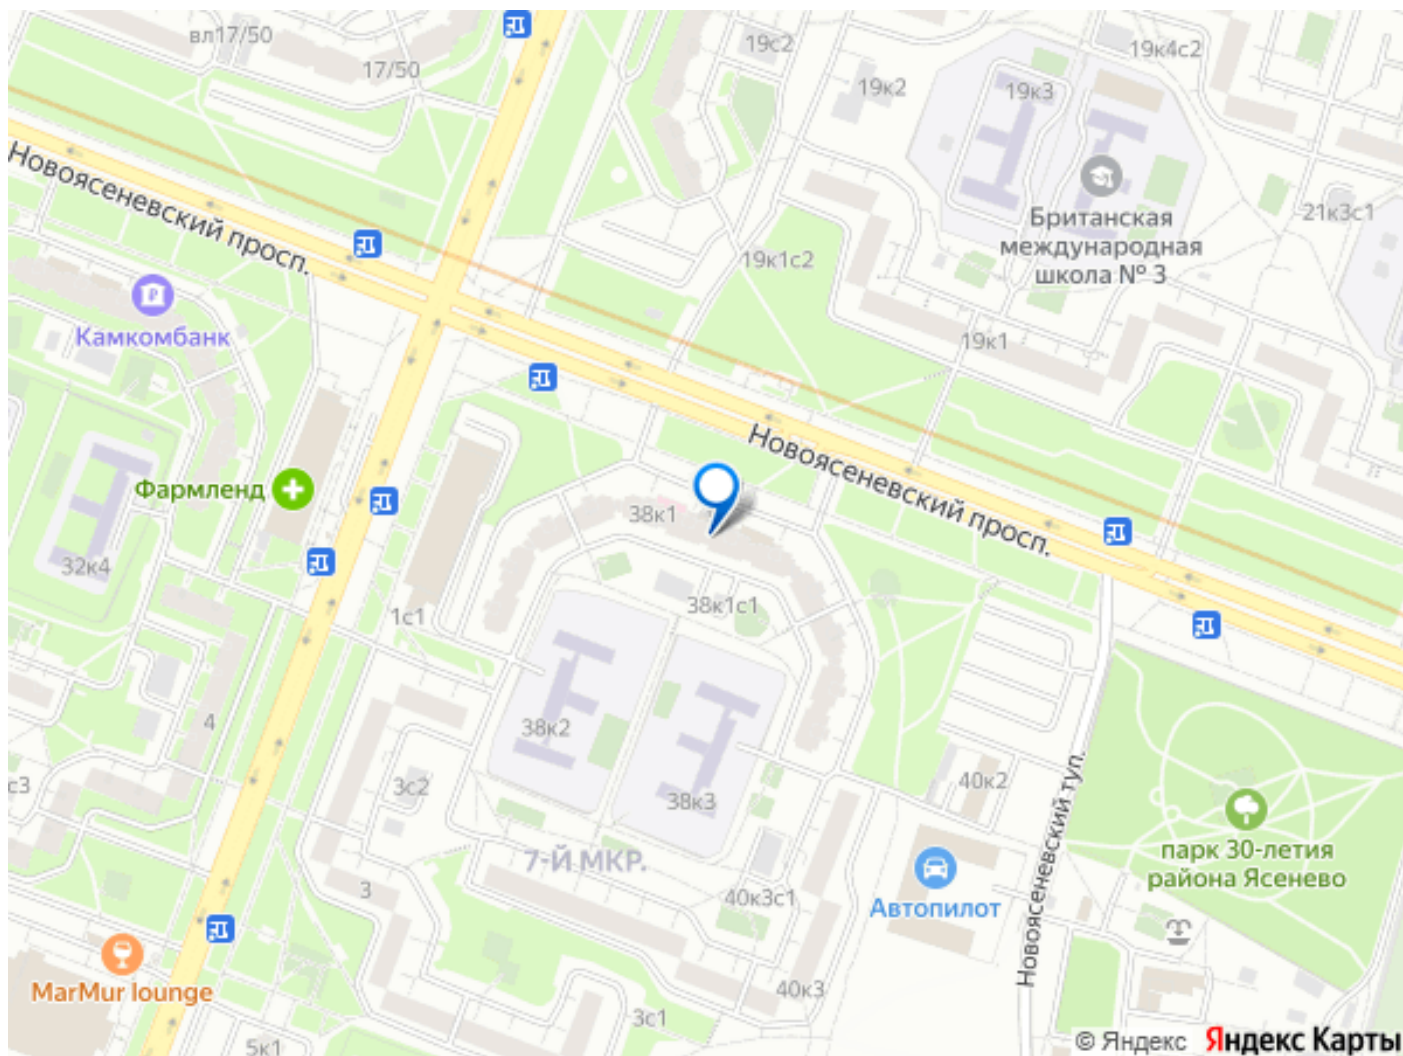 вл17/50
17/50
19с2
19к4с2
19к2
19к3
Новоясеневский просп.
Британская
международная
школа № 3
21к3с1
19к1с2
Камкомбанк
19к1
Новоясеневский просп.
Фармленд
38к1
32к4
1с1
38к1с1
4
38к2
3с2
38к3
40к2
с3
7-Й МКР.
Новоясеневский туп.
парк 30-летия
района Ясенево
3
40к3с1
Автопилот
MarMur lounge
40к3
3с1
5к1
© Яндекс Яндекс Карты